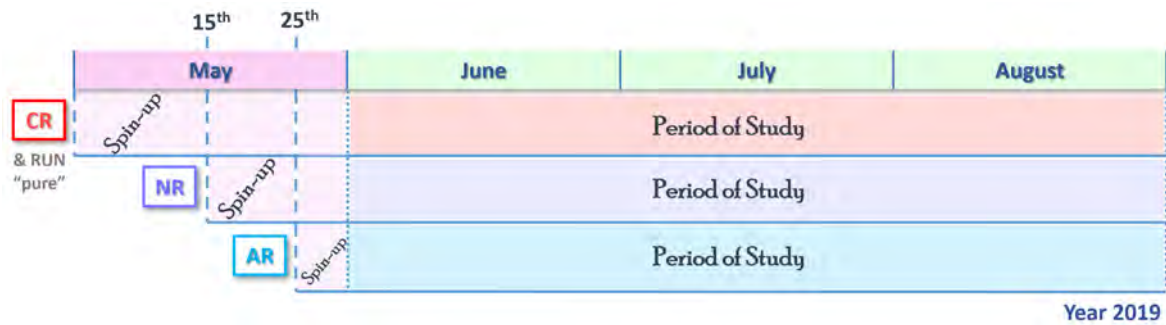 15th 25th
May June July August
CR Spin-up Period of Study
& RUN
"pure"
NR Spin-up Period of Study
AR Spin-up Period of Study
Year 2019